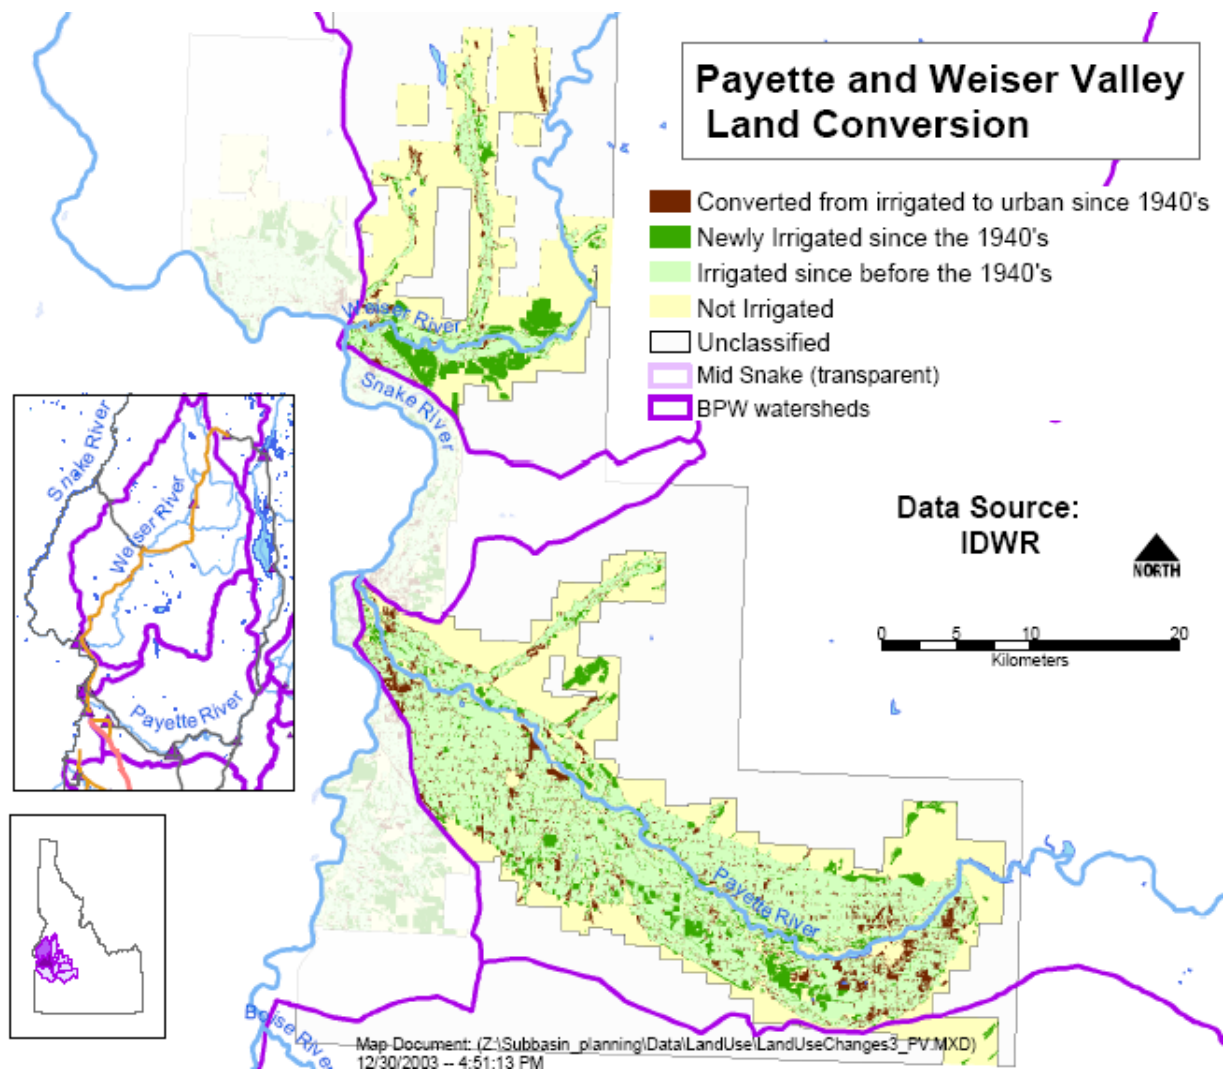 Payette and Weiser Valley
Land Conversion
Converted from irrigated to urban since 1940's
Newly Irrigated since the 1940's
Irrigated since before the 1940's
Not Irrigated
Unclassified
Mid Snake (transparent)
BPW watersheds
Weiser River
Snake River
Snake River
Weiser River
Payette River
Data Source:
IDWR
NORTH
0 5 10 20
Kilometers
Payette River
Boise River
Map Document: (Z:\Subbasin_planning\Data\LandUse\LandUseChanges3_PV.MXD)
12/30/2003 -- 4:51:13 PM